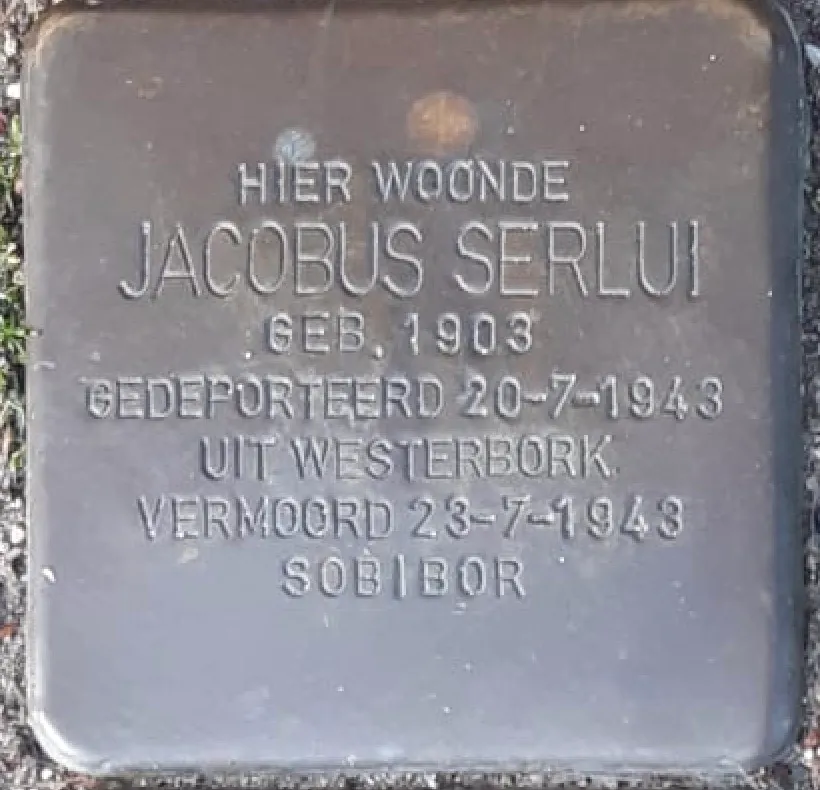 HIER WOONDE
JACOBUS SERLUI
GEB. 1903
GEDEPORTEERD 20-7-1943
UIT WESTERBORK
VERMOORD 23-7-1943
SOBIBOR